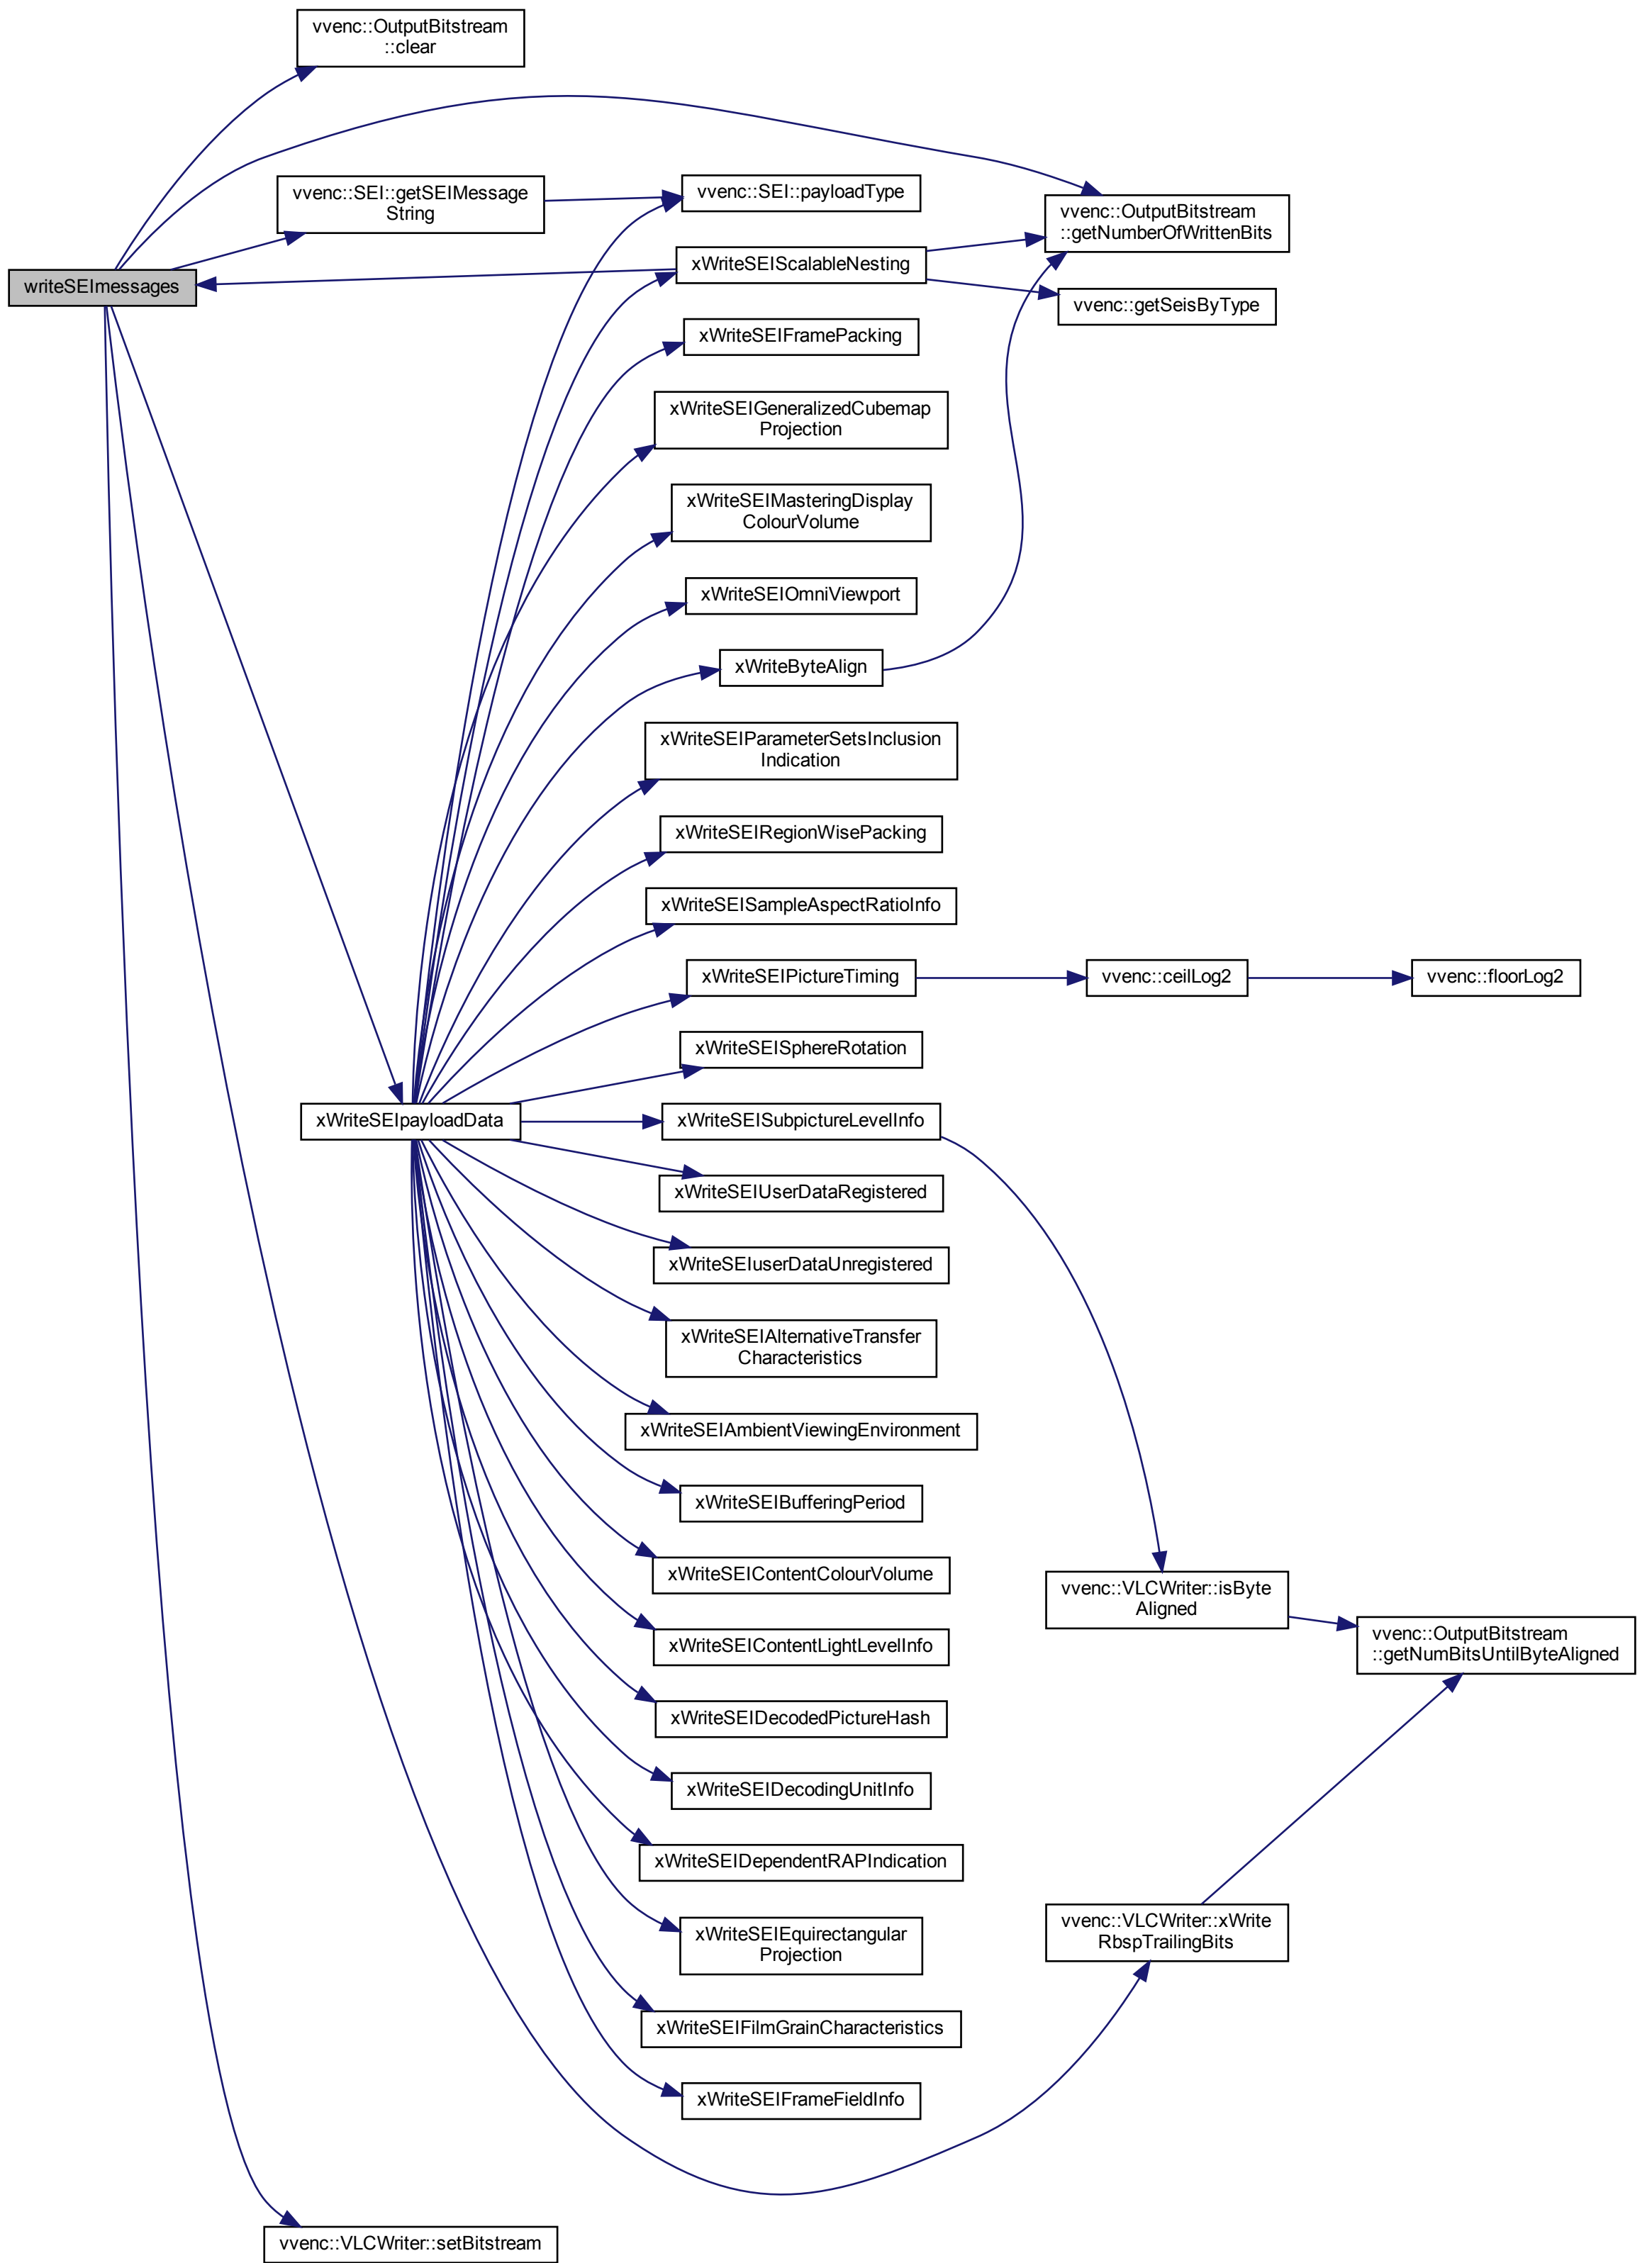 vvenc::OutputBitstream
::clear
vvenc::SEI::getSEIMessage
String
vvenc::SEI::payloadType
vvenc::OutputBitstream
::getNumberOfWrittenBits
writeSEImessages
xWriteSEIScalableNesting
vvenc::getSeisByType
xWriteSEIFramePacking
xWriteSEIGeneralizedCubemap
Projection
xWriteSEIMasteringDisplay
ColourVolume
xWriteSEIOmniViewport
xWriteByteAlign
xWriteSEIParameterSetsInclusion
Indication
xWriteSEIRegionWisePacking
xWriteSEISampleAspectRatioInfo
xWriteSEIPictureTiming
vvenc::ceilLog2
vvenc::floorLog2
xWriteSEISphereRotation
xWriteSEIpayloadData
xWriteSEISubpictureLevelInfo
xWriteSEIUserDataRegistered
xWriteSEIuserDataUnregistered
xWriteSEIAlternativeTransfer
Characteristics
xWriteSEIAmbientViewingEnvironment
xWriteSEIBufferingPeriod
xWriteSEIContentColourVolume
vvenc::VLCWriter::isByte
Aligned
xWriteSEIContentLightLevelInfo
vvenc::OutputBitstream
::getNumBitsUntilByteAligned
xWriteSEIDecodedPictureHash
xWriteSEIDecodingUnitInfo
xWriteSEIDependentRAPIndication
xWriteSEIEquirectangular
Projection
vvenc::VLCWriter::xWrite
RbspTrailingBits
xWriteSEIFilmGrainCharacteristics
xWriteSEIFrameFieldInfo
vvenc::VLCWriter::setBitstream